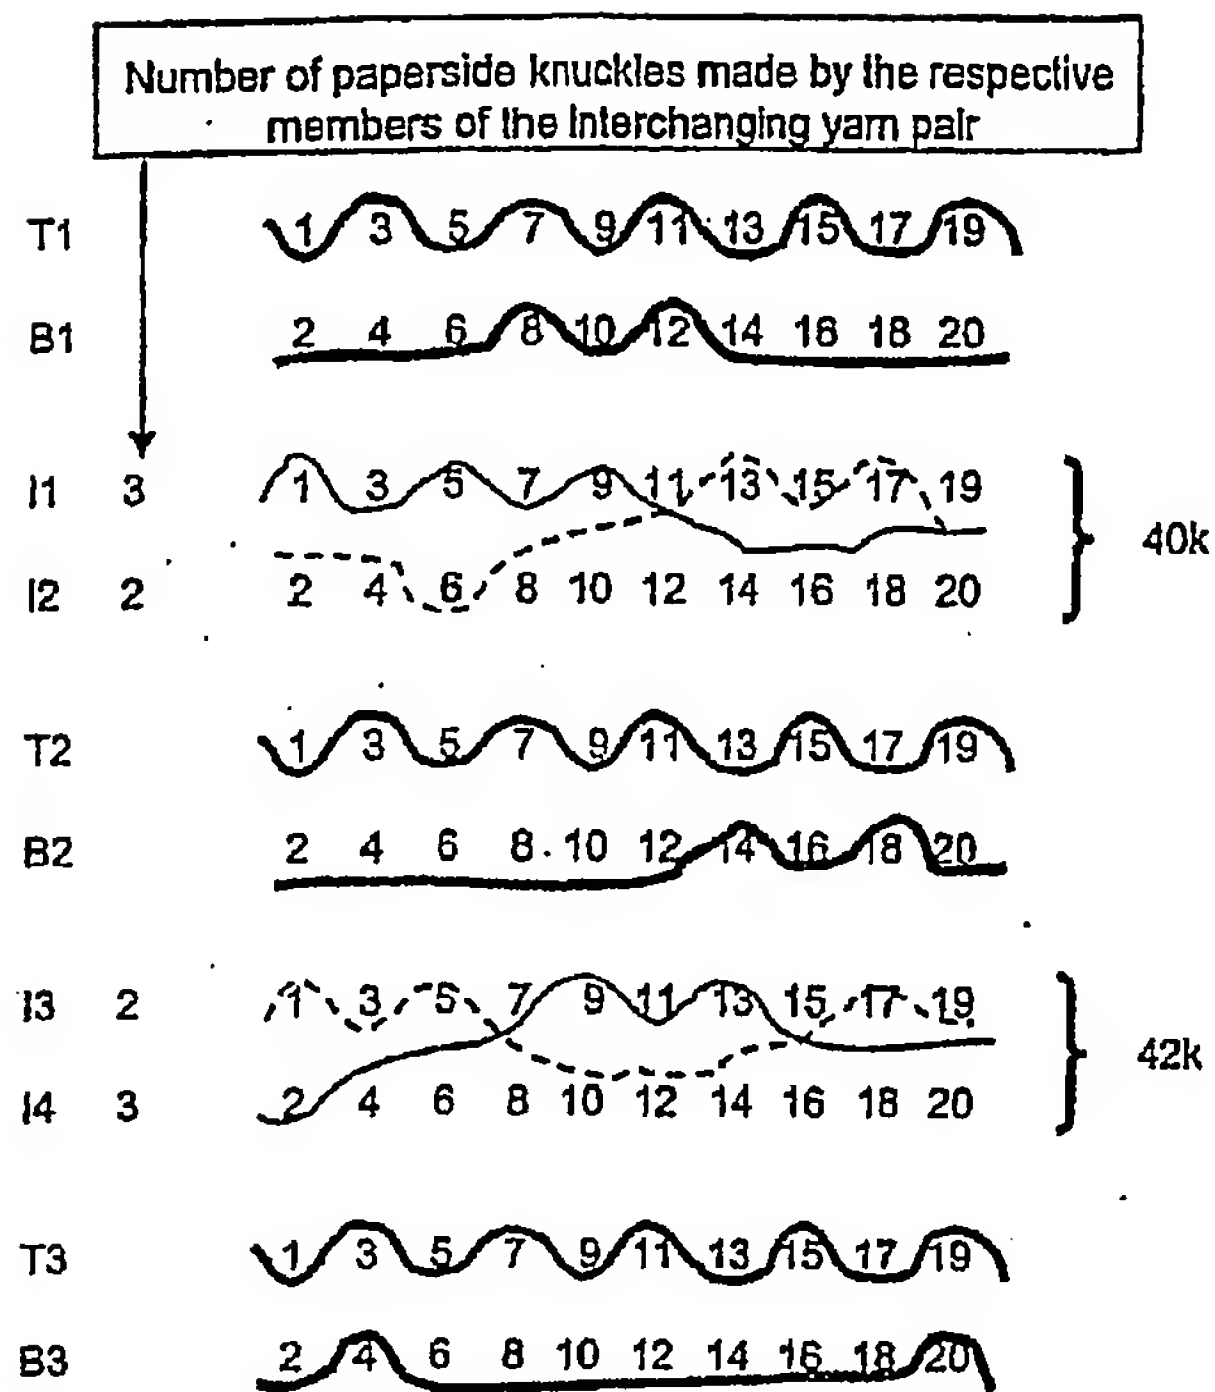 Number of paperside knuckles made by the respective
members of the interchanging yarn pair
T1 1 3 5 7 9 11 13 15 17 19
B1 2 4 6 8 10 12 14 16 18 20
I1 3 1 3 5 7 9 11 13 15 17 19
40k
I2 2 2 4 6 8 10 12 14 16 18 20
T2 1 3 5 7 9 11 13 15 17 19
B2 2 4 6 8 10 12 14 16 18 20
I3 2 1 3 5 7 9 11 13 15 17 19
42k
I4 3 2 4 6 8 10 12 14 16 18 20
T3 1 3 5 7 9 11 13 15 17 19
B3 2 4 6 8 10 12 14 16 18 20